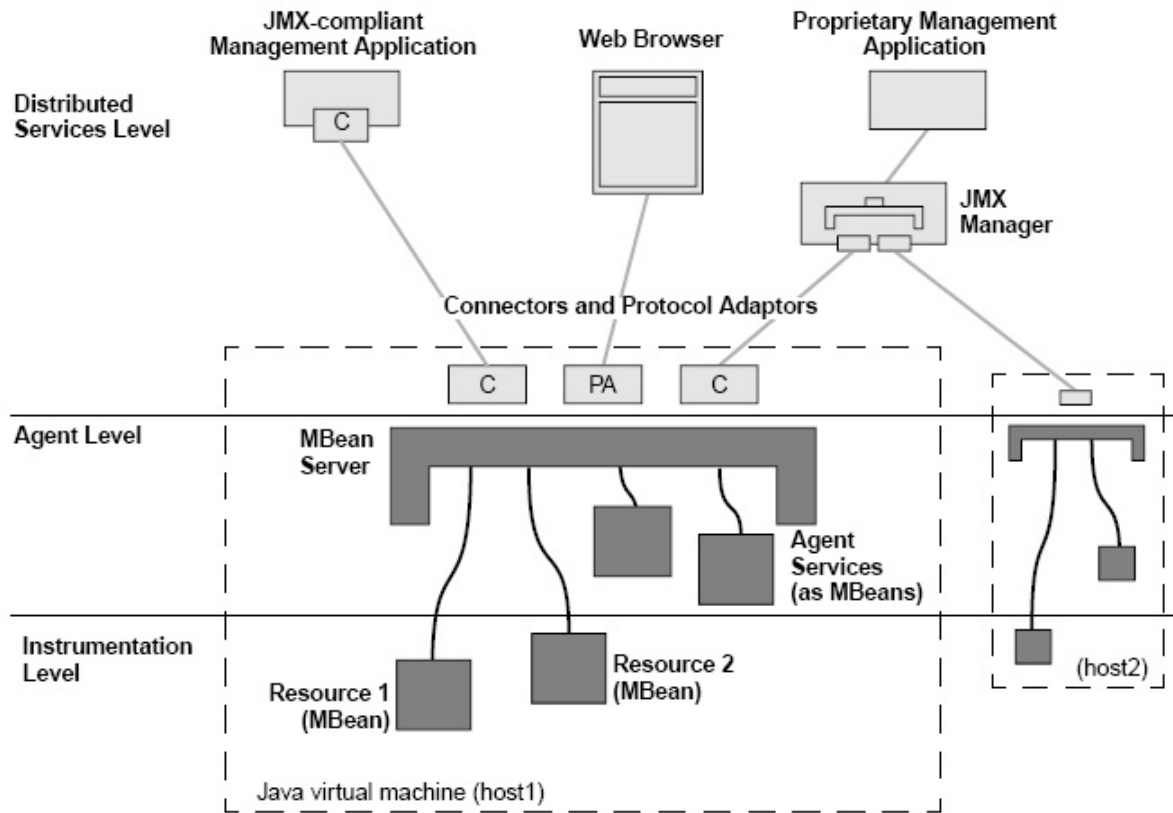 JMX-compliant
Management Application
Web Browser
Proprietary Management
Application
Distributed
Services Level
C
JMX
Manager
Connectors and Protocol Adaptors
C
PA
C
Agent Level
MBean
Server
Agent
Services
(as MBeans)
Instrumentation
Level
Resource 1
(MBean)
Resource 2
(MBean)
(host2)
Java virtual machine (host1)